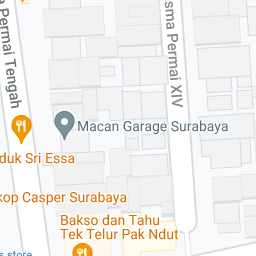 a Permai Tengah
sma Permai XIV
Macan Garage Surabaya
duk Sri Essa
kop Casper Surabaya
Bakso dan Tahu
Tek Telur Pak Ndut
s store